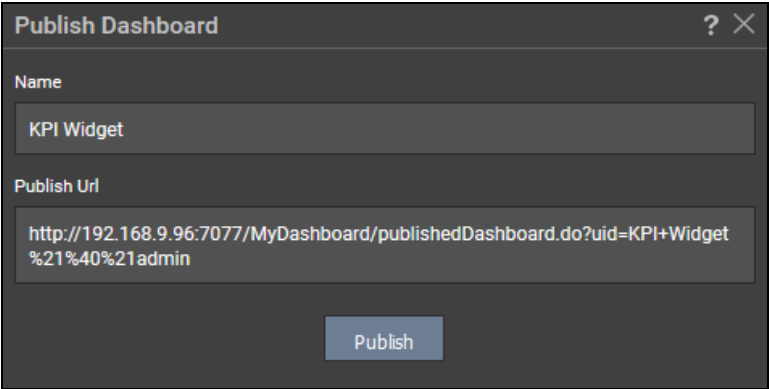 Publish Dashboard ?
Name
KPI Widget
Publish Url
http://192.168.9.96:7077/MyDashboard/publishedDashboard.do?uid=KPI+Widget
%21%40%21admin
Publish